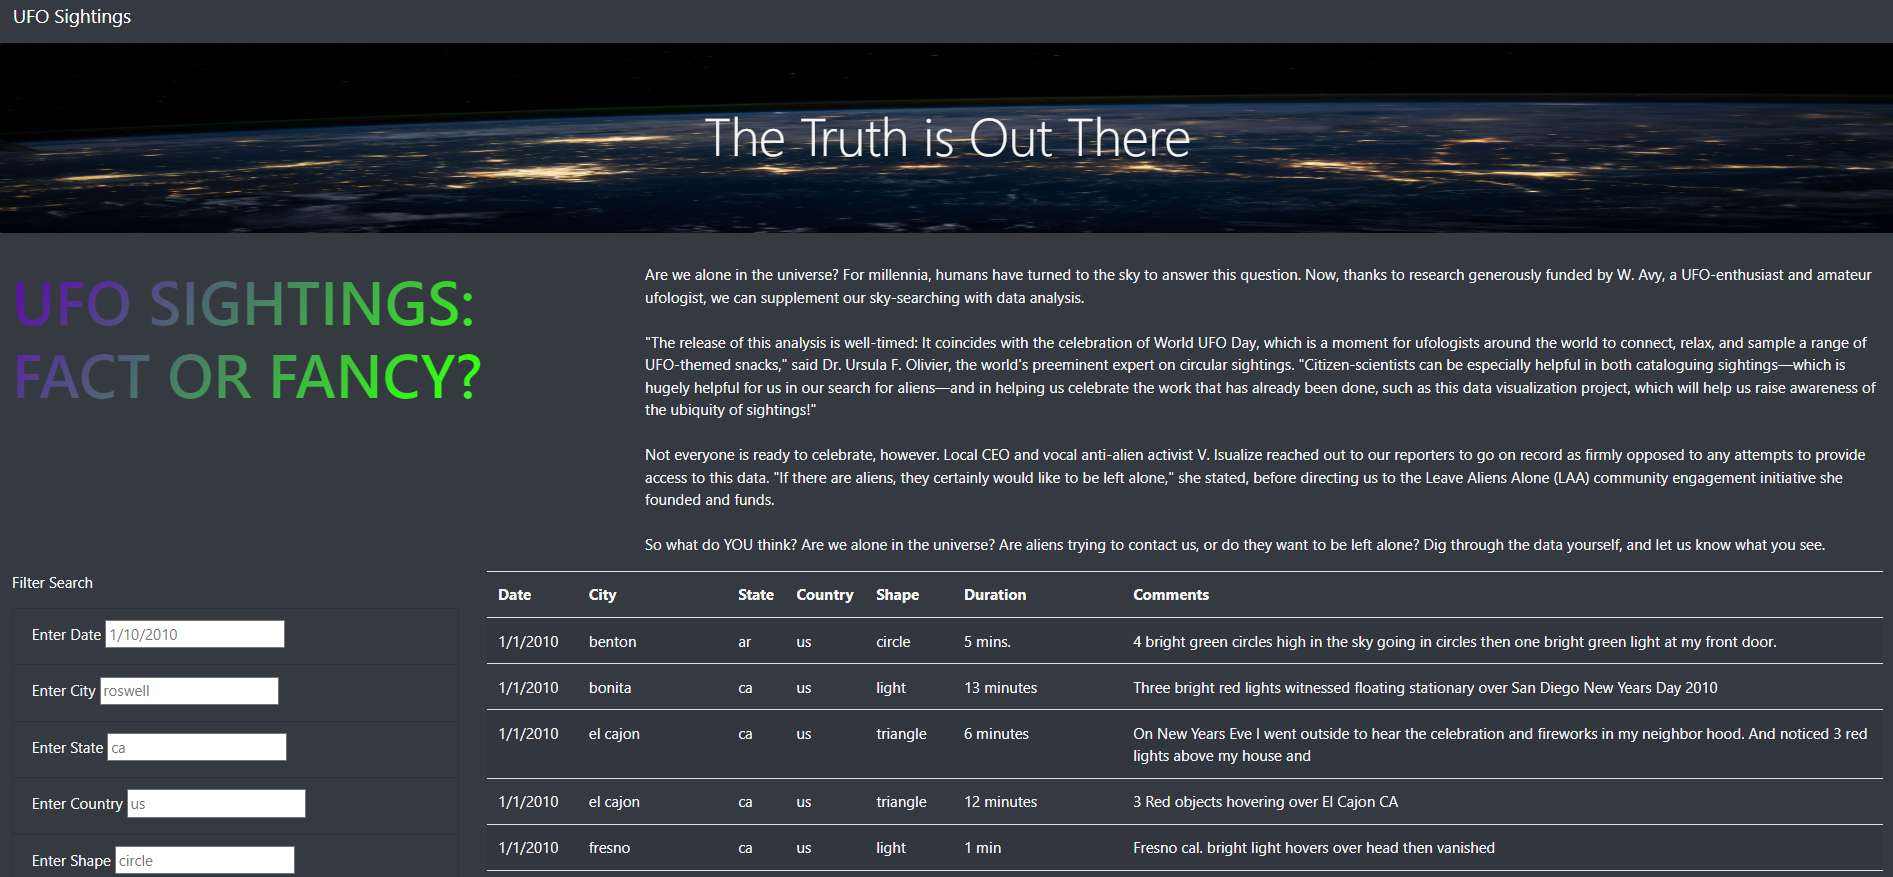 UFO Sightings
The Truth is Out There
UFO SIGHTINGS:
FACT OR FANCY?
Are we alone in the universe? For millennia, humans have turned to the sky to answer this question. Now, thanks to research generously funded by W. Avy, a UFO-enthusiast and amateur
ufologist, we can supplement our sky-searching with data analysis.
"The release of this analysis is well-timed: It coincides with the celebration of World UFO Day, which is a moment for ufologists around the world to connect, relax, and sample a range of
UFO-themed snacks," said Dr. Ursula F. Olivier, the world's preeminent expert on circular sightings. "Citizen-scientists can be especially helpful in both cataloguing sightings—which is
hugely helpful for us in our search for aliens—and in helping us celebrate the work that has already been done, such as this data visualization project, which will help us raise awareness of
the ubiquity of sightings!"
Not everyone is ready to celebrate, however. Local CEO and vocal anti-alien activist V. Isualize reached out to our reporters to go on record as firmly opposed to any attempts to provide
access to this data. "If there are aliens, they certainly would like to be left alone," she stated, before directing us to the Leave Aliens Alone (LAA) community engagement initiative she
founded and funds.
So what do YOU think? Are we alone in the universe? Are aliens trying to contact us, or do they want to be left alone? Dig through the data yourself, and let us know what you see.
Filter Search
Enter Date 1/10/2010
Enter City roswell
Enter State ca
Enter Country us
Enter Shape circle
Date City State Country Shape Duration Comments
1/1/2010 benton ar us circle 5 mins. 4 bright green circles high in the sky going in circles then one bright green light at my front door.
1/1/2010 bonita ca us light 13 minutes Three bright red lights witnessed floating stationary over San Diego New Years Day 2010
1/1/2010 el cajon ca us triangle 6 minutes On New Years Eve I went outside to hear the celebration and fireworks in my neighbor hood. And noticed 3 red
lights above my house and
1/1/2010 el cajon ca us triangle 12 minutes 3 Red objects hovering over El Cajon CA
1/1/2010 fresno ca us light 1 min Fresno cal. bright light hovers over head then vanished